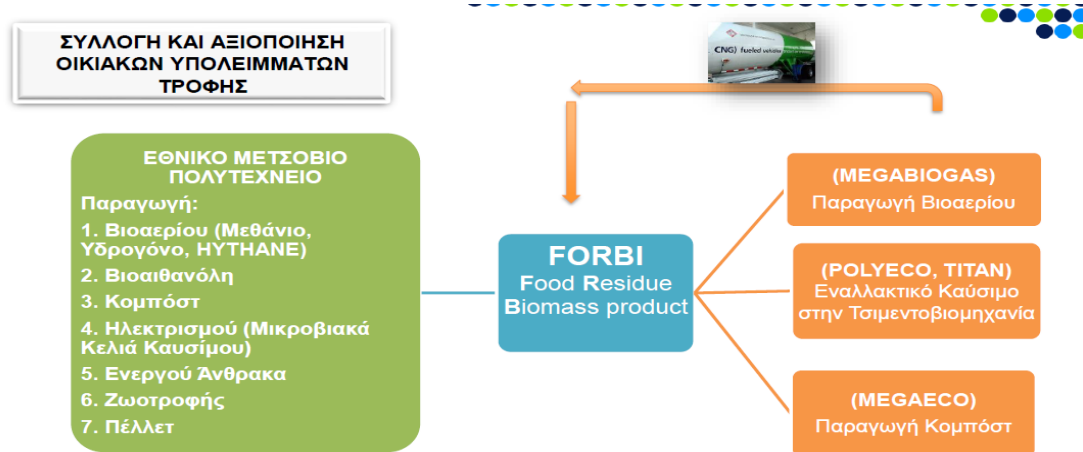 ΣΥΛΛΟΓΗ ΚΑΙ ΑΞΙΟΠΟΙΗΣΗ
ΟΙΚΙΑΚΩΝ ΥΠΟΛΕΙΜΜΑΤΩΝ
ΤΡΟΦΗΣ
CNG) fueled vehicles
ΕΘΝΙΚΟ ΜΕΤΣΟΒΙΟ
ΠΟΛΥΤΕΧΝΕΙΟ
Παραγωγή:
1. Βιοαερίου (Μεθάνιο,
Υδρογόνο, HYTHANE)
2. Βιοαιθανόλη
3. Κομπόστ
4. Ηλεκτρισμού (Μικροβιακά
Κελιά Καυσίμου)
5. Ενεργού Άνθρακα
6. Ζωοτροφής
7. Πέλλετ
FORBI
Food Residue
Biomass product
(MEGABIOGAS)
Παραγωγή Βιοαερίου
(POLYECO, TITAN)
Εναλλακτικό Καύσιμο
στην Τσιμεντοβιομηχανία
(MEGAECO)
Παραγωγή Κομπόστ